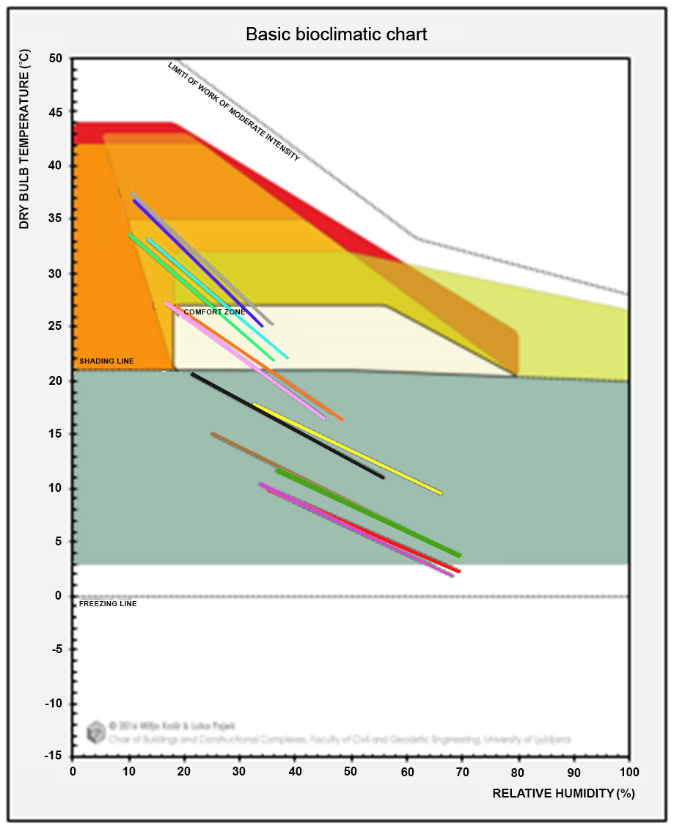 Basic bioclimatic chart
DRY BULB TEMPERATURE (°C)
50
45
40
35
30
25
20
15
10
5
0
-5
-10
-15
LIMITI OF WORK OF MODERATE INTENSITY
COMFORT ZONE
SHADING LINE
FREEZING LINE
© 2016 Mitja Košir & Luka Pajek
Chair of Buildings and Constructional Complexes, Faculty of Civil and Geodetic Engineering, University of Ljubljana
0 10 20 30 40 50 60 70 80 90 100
RELATIVE HUMIDITY (%)